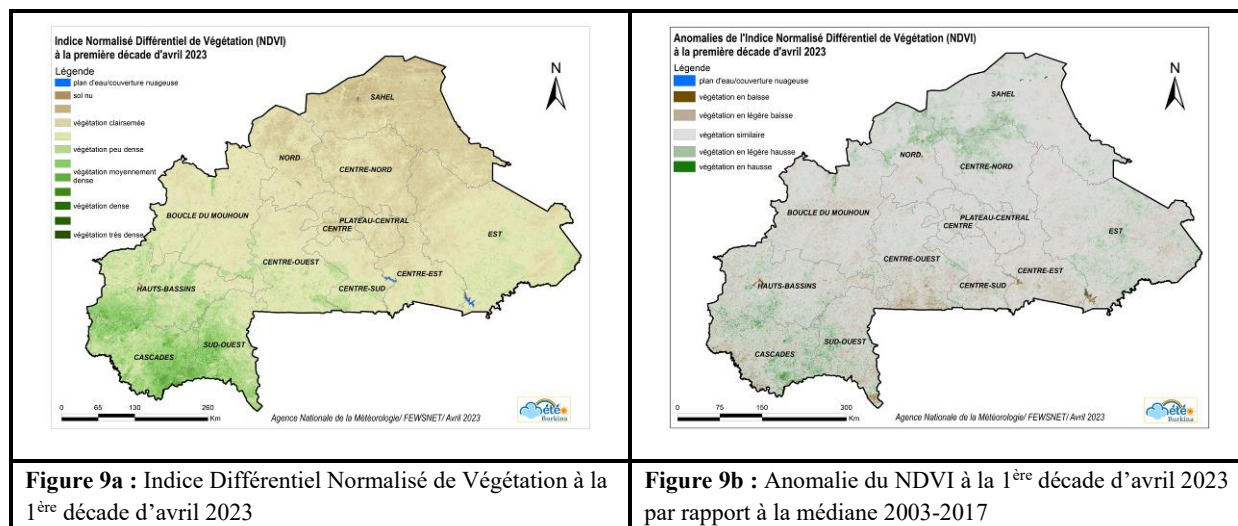 Indice Normalisé Différentiel de Végétation (NDVI)
à la première décade d'avril 2023
Légende
plan d'eau/couverture nuageuse
sol nu
végétation clairsemée
végétation peu dense
végétation moyennement
dense
végétation dense
végétation très dense
N
SAHEL
NORD
CENTRE-NORD
BOUCLE DU MOUHOUN
PLATEAU-CENTRAL
CENTRE
EST
CENTRE-OUEST
CENTRE-EST
HAUTS-BASSINS
CENTRE-SUD
SUD-OUEST
CASCADES
0 65 130 260
Km
Agence Nationale de la Météorologie/ FEWSNET/ Avril 2023
météo
Burkina
Anomalies de l'Indice Normalisé Différentiel de Végétation (NDVI)
à la première décade d'avril 2023
Légende
plan d'eau/couverture nuageuse
végétation en baisse
végétation en légère baisse
végétation similaire
végétation en légère hausse
végétation en hausse
N
SAHEL
NORD
CENTRE-NORD
BOUCLE DU MOUHOUN
PLATEAU-CENTRAL
CENTRE
EST
CENTRE-OUEST
CENTRE-EST
HAUTS-BASSINS
CENTRE-SUD
SUD-OUEST
CASCADES
0 75 150 300
Km
Agence Nationale de la Météorologie/ FEWSNET/ Avril 2023
météo
Burkina
Figure 9a : Indice Différentiel Normalisé de Végétation à la
1ère décade d'avril 2023
Figure 9b : Anomalie du NDVI à la 1ère décade d'avril 2023
par rapport à la médiane 2003-2017